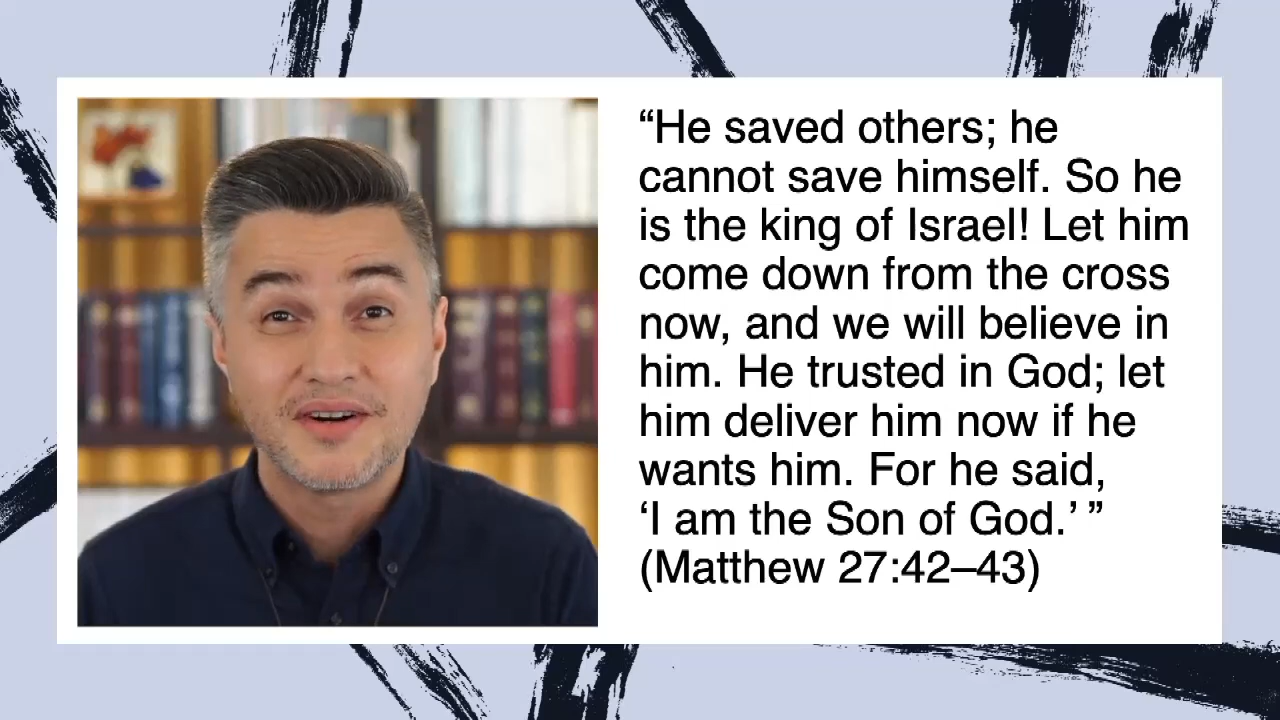 “He saved others; he
cannot save himself. So he
is the king of Israel! Let him
come down from the cross
now, and we will believe in
him. He trusted in God; let
him deliver him now if he
wants him. For he said,
‘I am the Son of God.’ ”
(Matthew 27:42–43)